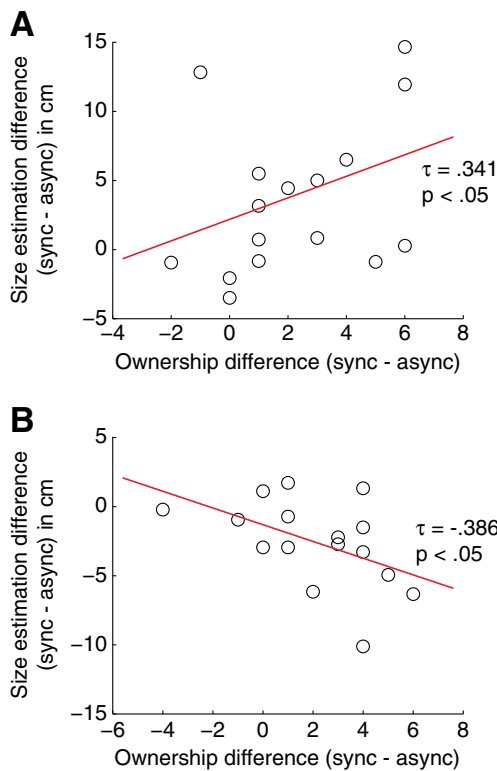 A
15
10
5
0
−5
Size estimation difference
(sync - async) in cm
τ = .341
p < .05
−4
−2
0
2
4
6
8
Ownership difference (sync - async)
B
5
0
−5
−10
−15
Size estimation difference
(sync - async) in cm
τ = -.386
p < .05
−6
−4
−2
0
2
4
6
8
Ownership difference (sync - async)